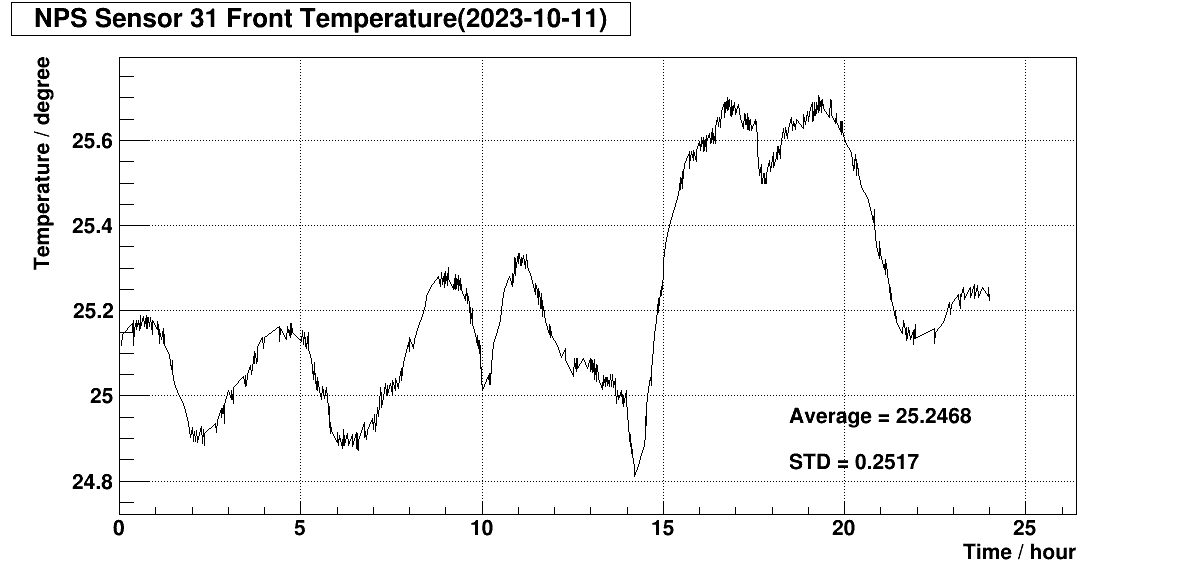 NPS Sensor 31 Front Temperature(2023-10-11)
Temperature / degree
25.6
25.4
25.2
25
24.8
Average = 25.2468
STD = 0.2517
0 5 10 15 20 25
Time / hour